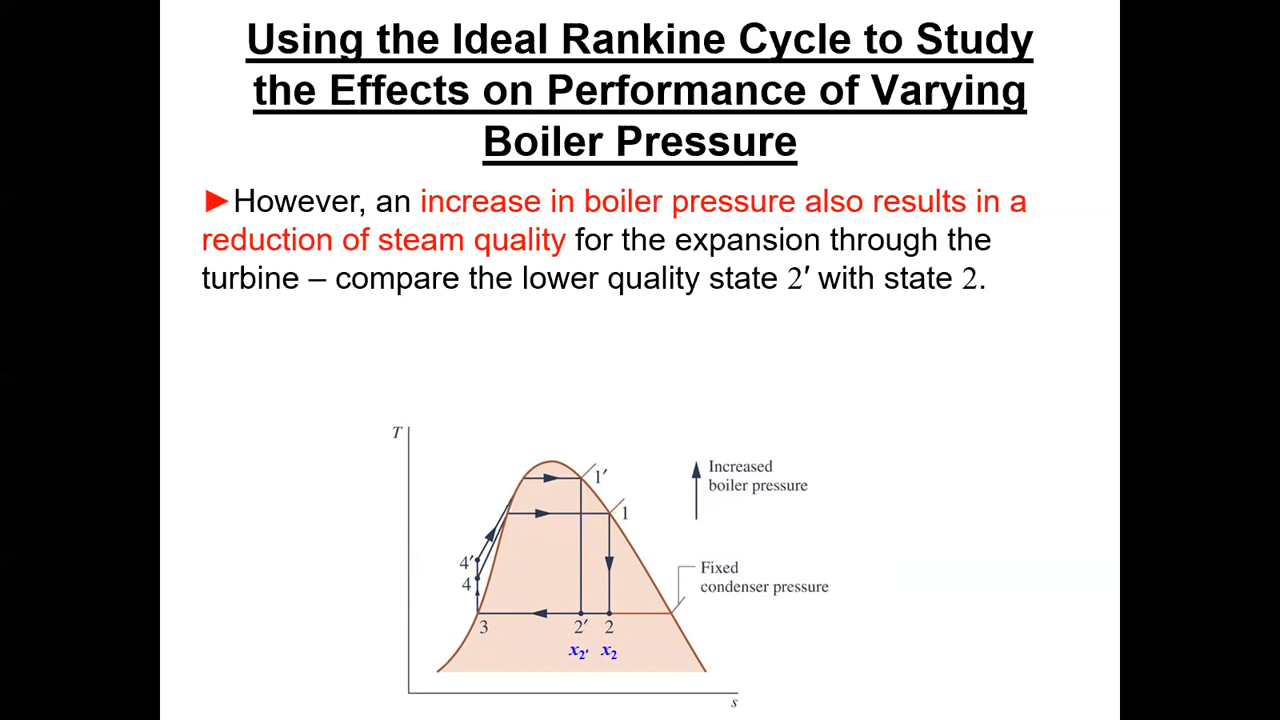 Using the Ideal Rankine Cycle to Study
the Effects on Performance of Varying
Boiler Pressure
►However, an increase in boiler pressure also results in a
reduction of steam quality for the expansion through the
turbine – compare the lower quality state 2′ with state 2.
T
Increased
boiler pressure
1′
1
4′
4
Fixed
condenser pressure
3
2′
2
x2′
x2
s